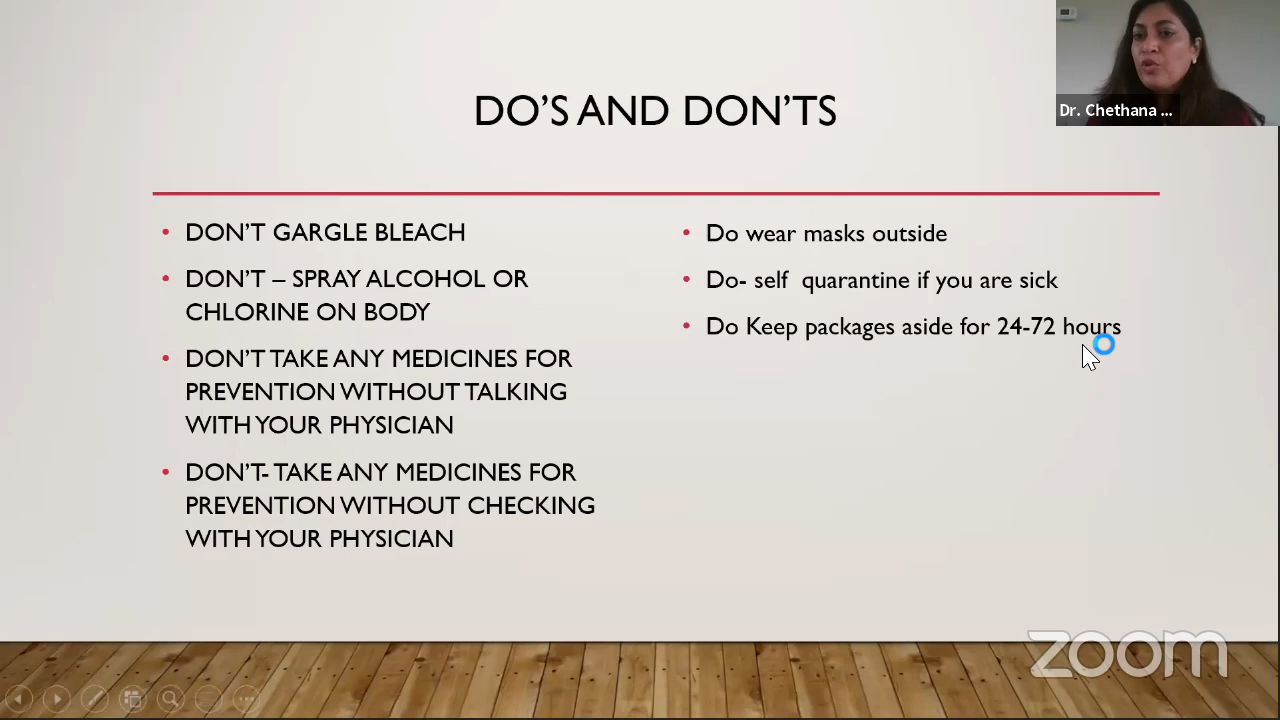 DO'S AND DON'TS
Dr. Chethana ...
DON'T GARGLE BLEACH
DON'T – SPRAY ALCOHOL OR
CHLORINE ON BODY
DON'T TAKE ANY MEDICINES FOR
PREVENTION WITHOUT TALKING
WITH YOUR PHYSICIAN
DON'T- TAKE ANY MEDICINES FOR
PREVENTION WITHOUT CHECKING
WITH YOUR PHYSICIAN
Do wear masks outside
Do- self  quarantine if you are sick
Do Keep packages aside for 24-72 hours
zoom